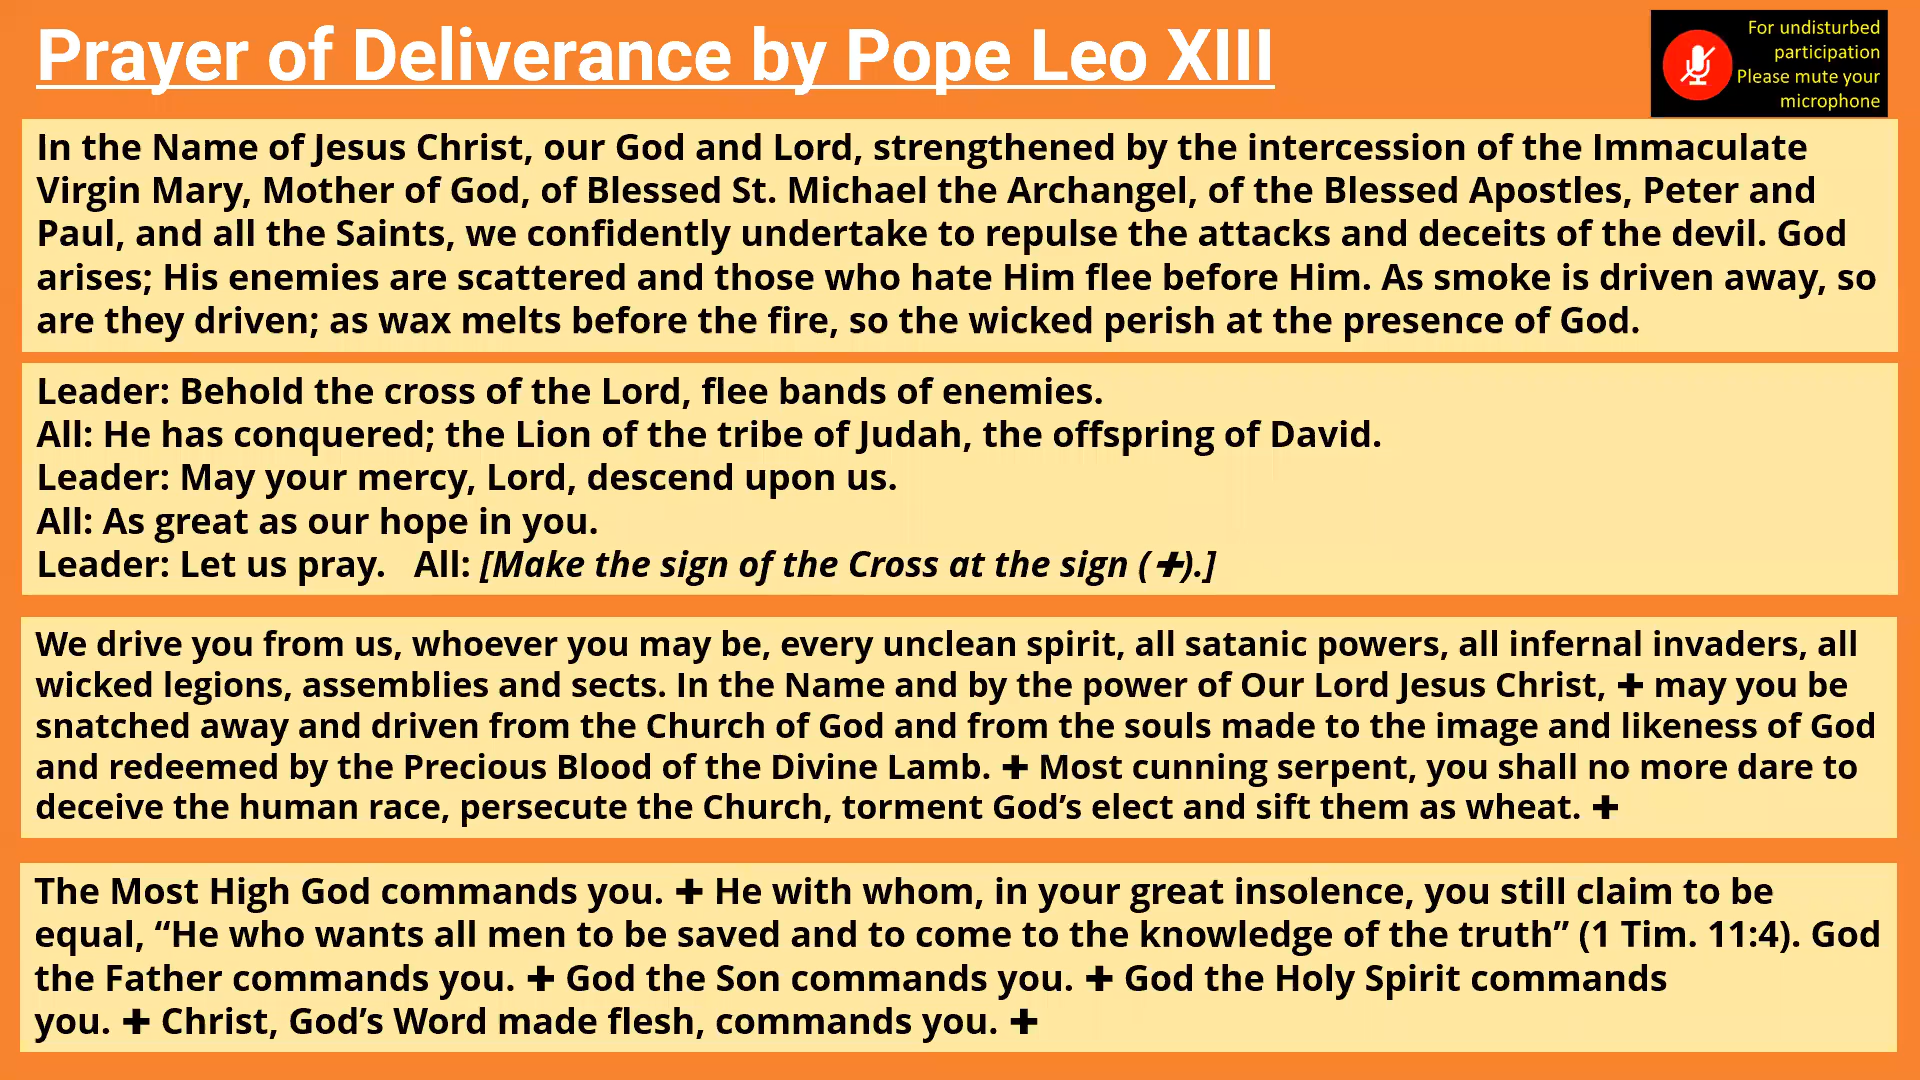 Prayer of Deliverance by Pope Leo XIII
For undisturbed
participation
Please mute your
microphone
In the Name of Jesus Christ, our God and Lord, strengthened by the intercession of the Immaculate
Virgin Mary, Mother of God, of Blessed St. Michael the Archangel, of the Blessed Apostles, Peter and
Paul, and all the Saints, we confidently undertake to repulse the attacks and deceits of the devil. God
arises; His enemies are scattered and those who hate Him flee before Him. As smoke is driven away, so
are they driven; as wax melts before the fire, so the wicked perish at the presence of God.
Leader: Behold the cross of the Lord, flee bands of enemies.
All: He has conquered; the Lion of the tribe of Judah, the offspring of David.
Leader: May your mercy, Lord, descend upon us.
All: As great as our hope in you.
Leader: Let us pray.   All: [Make the sign of the Cross at the sign (✚).]
We drive you from us, whoever you may be, every unclean spirit, all satanic powers, all infernal invaders, all
wicked legions, assemblies and sects. In the Name and by the power of Our Lord Jesus Christ, ✚ may you be
snatched away and driven from the Church of God and from the souls made to the image and likeness of God
and redeemed by the Precious Blood of the Divine Lamb. ✚ Most cunning serpent, you shall no more dare to
deceive the human race, persecute the Church, torment God’s elect and sift them as wheat. ✚
The Most High God commands you. ✚ He with whom, in your great insolence, you still claim to be
equal, “He who wants all men to be saved and to come to the knowledge of the truth” (1 Tim. 11:4). God
the Father commands you. ✚ God the Son commands you. ✚ God the Holy Spirit commands
you. ✚ Christ, God’s Word made flesh, commands you. ✚